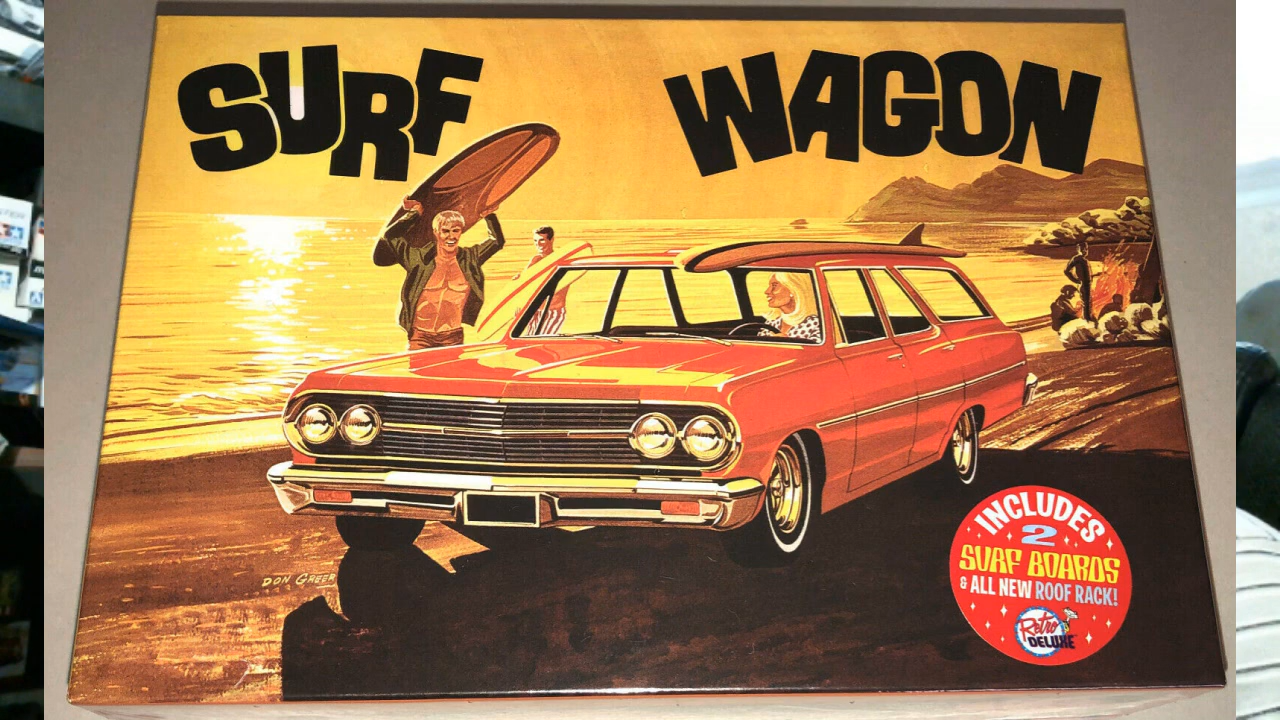 SURF WAGON
DON GREER
INCLUDES
2
SURF BOARDS
& ALL NEW ROOF RACK!
Retro
DELUXE